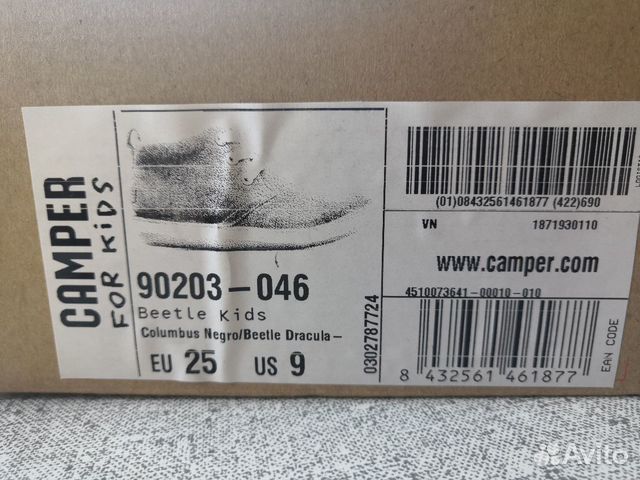 CAMPER
FOR KIDS
90203-046
Beetle Kids
Columbus Negro/Beetle Dracula-
EU 25 US 9
0302787724
(01)08432561461877 (422)690
VN 1871930110
www.camper.com
4510073641-00010-010
8 432561 461877
EAN CODE
Avito